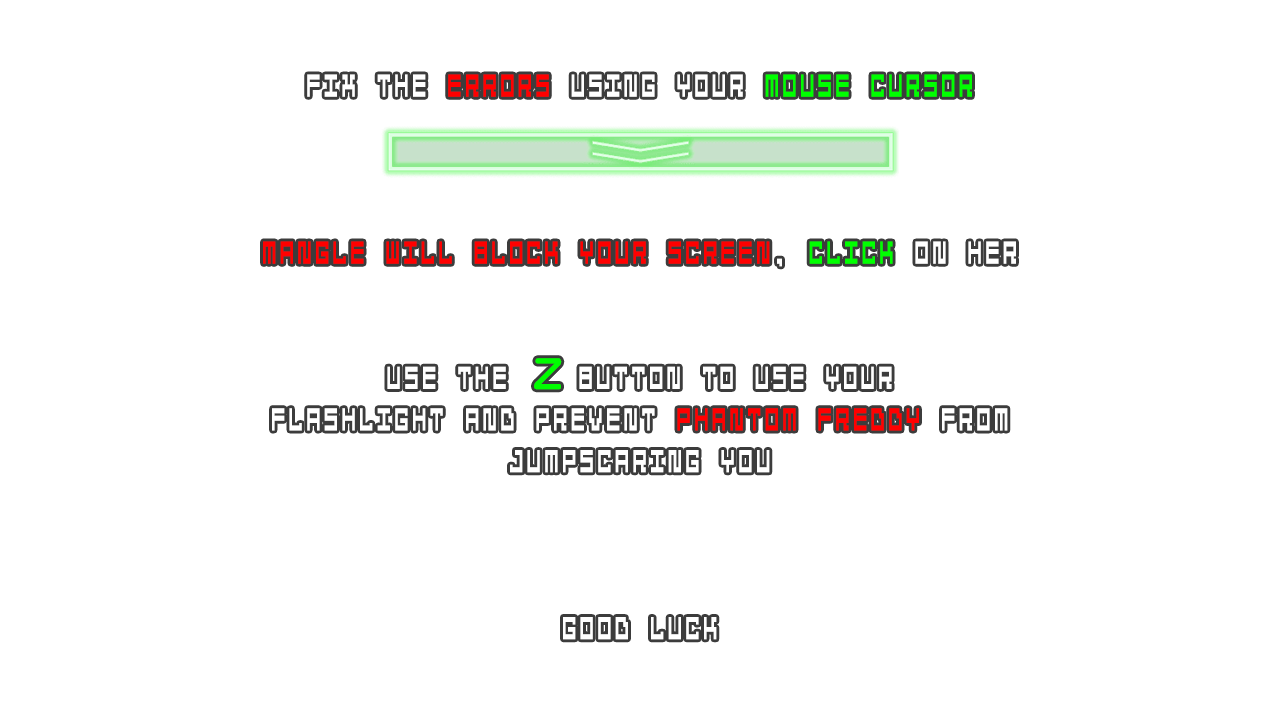 FIX THE ERRORS USING YOUR MOUSE CURSOR
MANGLE WILL BLOCK YOUR SCREEN, CLICK ON HER
USE THE Z BUTTON TO USE YOUR
FLASHLIGHT AND PREVENT PHANTOM FREDDY FROM
JUMPSCARING YOU
GOOD LUCK